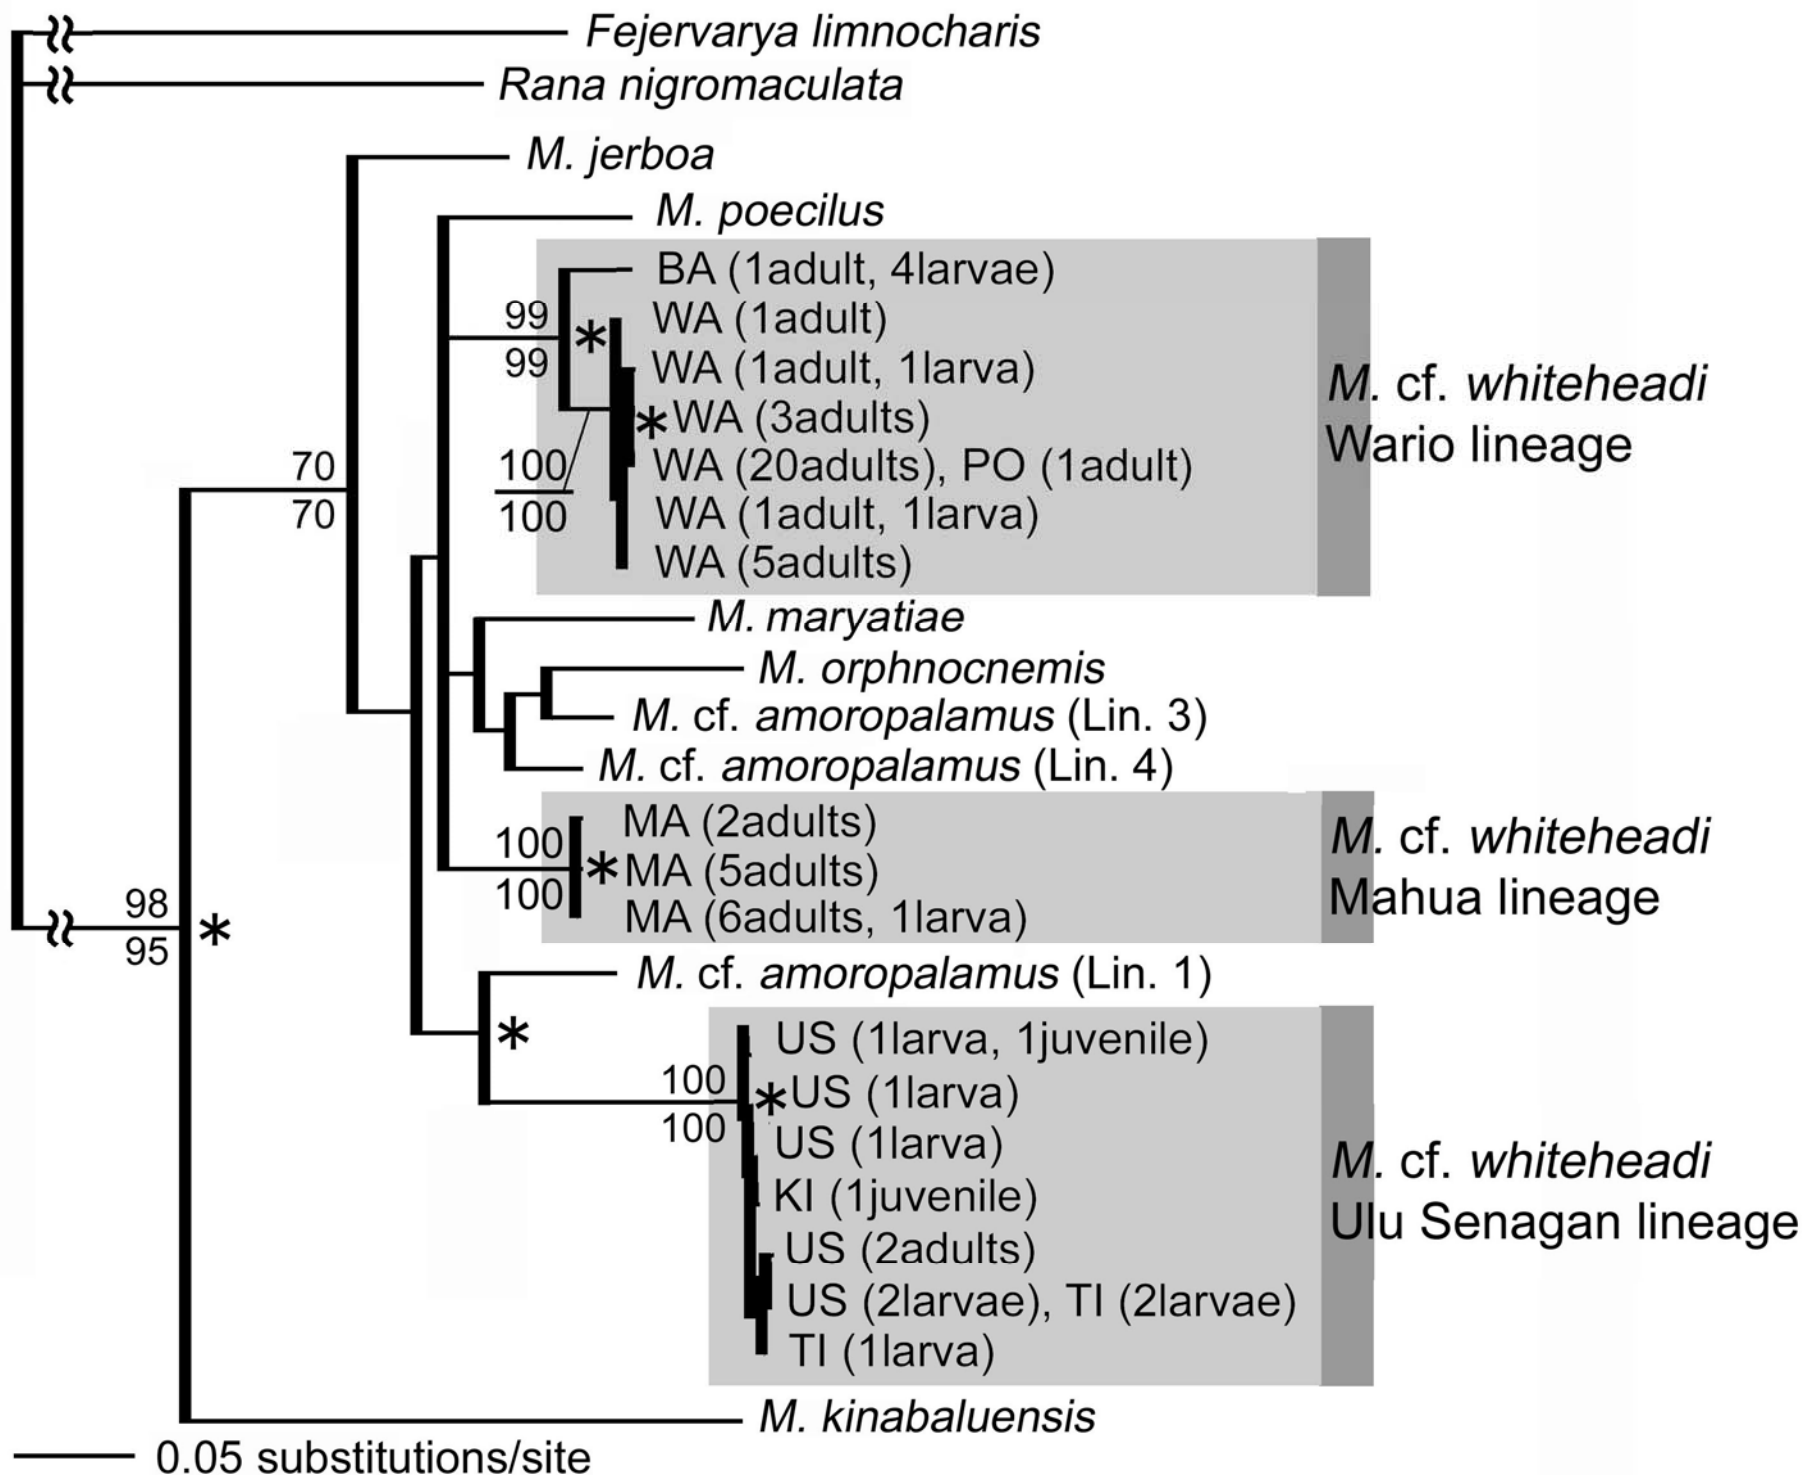 Fejervarya limnocharis
Rana nigromaculata
M. jerboa
M. poecilus
BA (1adult, 4larvae)
99
WA (1adult)
*
99
WA (1adult, 1larva)
M. cf. whiteheadi
*WA (3adults)
Wario lineage
70
100
WA (20adults), PO (1adult)
70
100
WA (1adult, 1larva)
WA (5adults)
M. maryatiae
M. orphnocnemis
M. cf. amoropalamus (Lin. 3)
M. cf. amoropalamus (Lin. 4)
MA (2adults)
100
M. cf. whiteheadi
*MA (5adults)
100
Mahua lineage
98
MA (6adults, 1larva)
*
95
M. cf. amoropalamus (Lin. 1)
*
US (1larva, 1juvenile)
100
*US (1larva)
100
US (1larva)
M. cf. whiteheadi
KI (1juvenile)
Ulu Senagan lineage
US (2adults)
US (2larvae), TI (2larvae)
TI (1larva)
M. kinabaluensis
0.05 substitutions/site